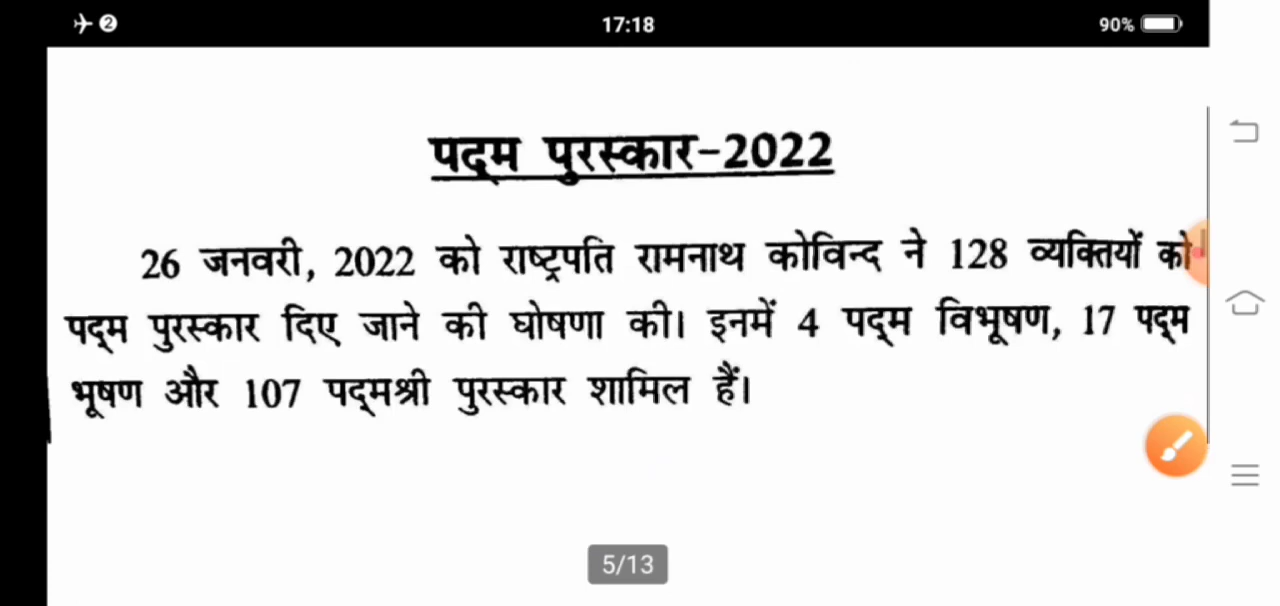 2 17:18 90%
पद्म पुरस्कार-2022
26 जनवरी, 2022 को राष्ट्रपति रामनाथ कोविन्द ने 128 व्यक्तियों को
पद्म पुरस्कार दिए जाने की घोषणा की। इनमें 4 पद्म विभूषण, 17 पद्म
भूषण और 107 पद्मश्री पुरस्कार शामिल हैं।
5/13